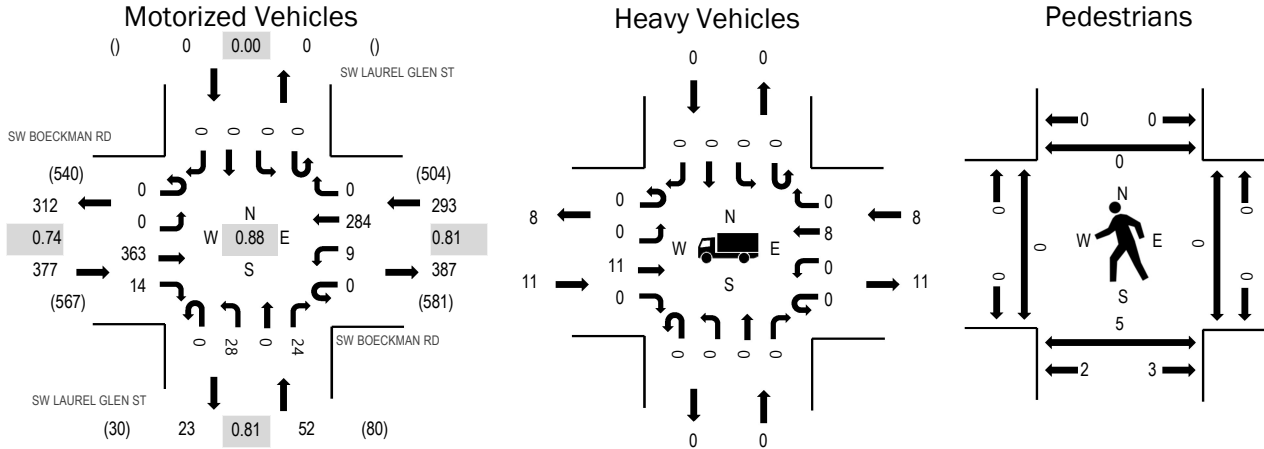 Motorized Vehicles
() 0 0.00 0 ()
SW LAUREL GLEN ST
SW BOECKMAN RD
0 0 0 0
(540) 0 0 (504)
312 0 284 293
0.74 N W 0.88 E S 0.81
363 9
377 14 0 387
(567) (581)
0 28 0 24
SW BOECKMAN RD
SW LAUREL GLEN ST
(30) 23 0.81 52 (80)
Heavy Vehicles
0 0
0 0 0 0
0 0
8 0 8 8
N
W E
S
11 11 0 11
0 0
0 0 0 0
0 0
Pedestrians
0 0
0
0 N 0
W E
0 0
0 S 0
5
2 3